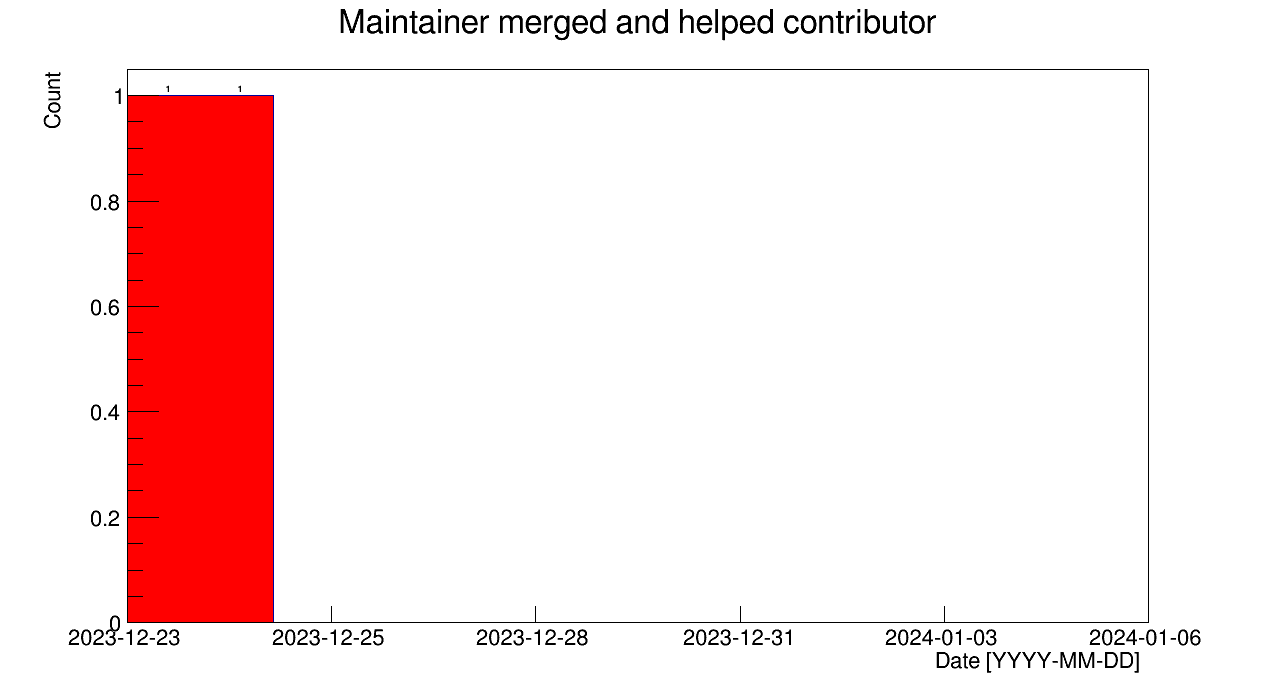 Maintainer merged and helped contributor
Count
1 1
1
0.8
0.6
0.4
0.2
0
2023-12-23 2023-12-25 2023-12-28 2023-12-31 2024-01-03 2024-01-06
Date [YYYY-MM-DD]